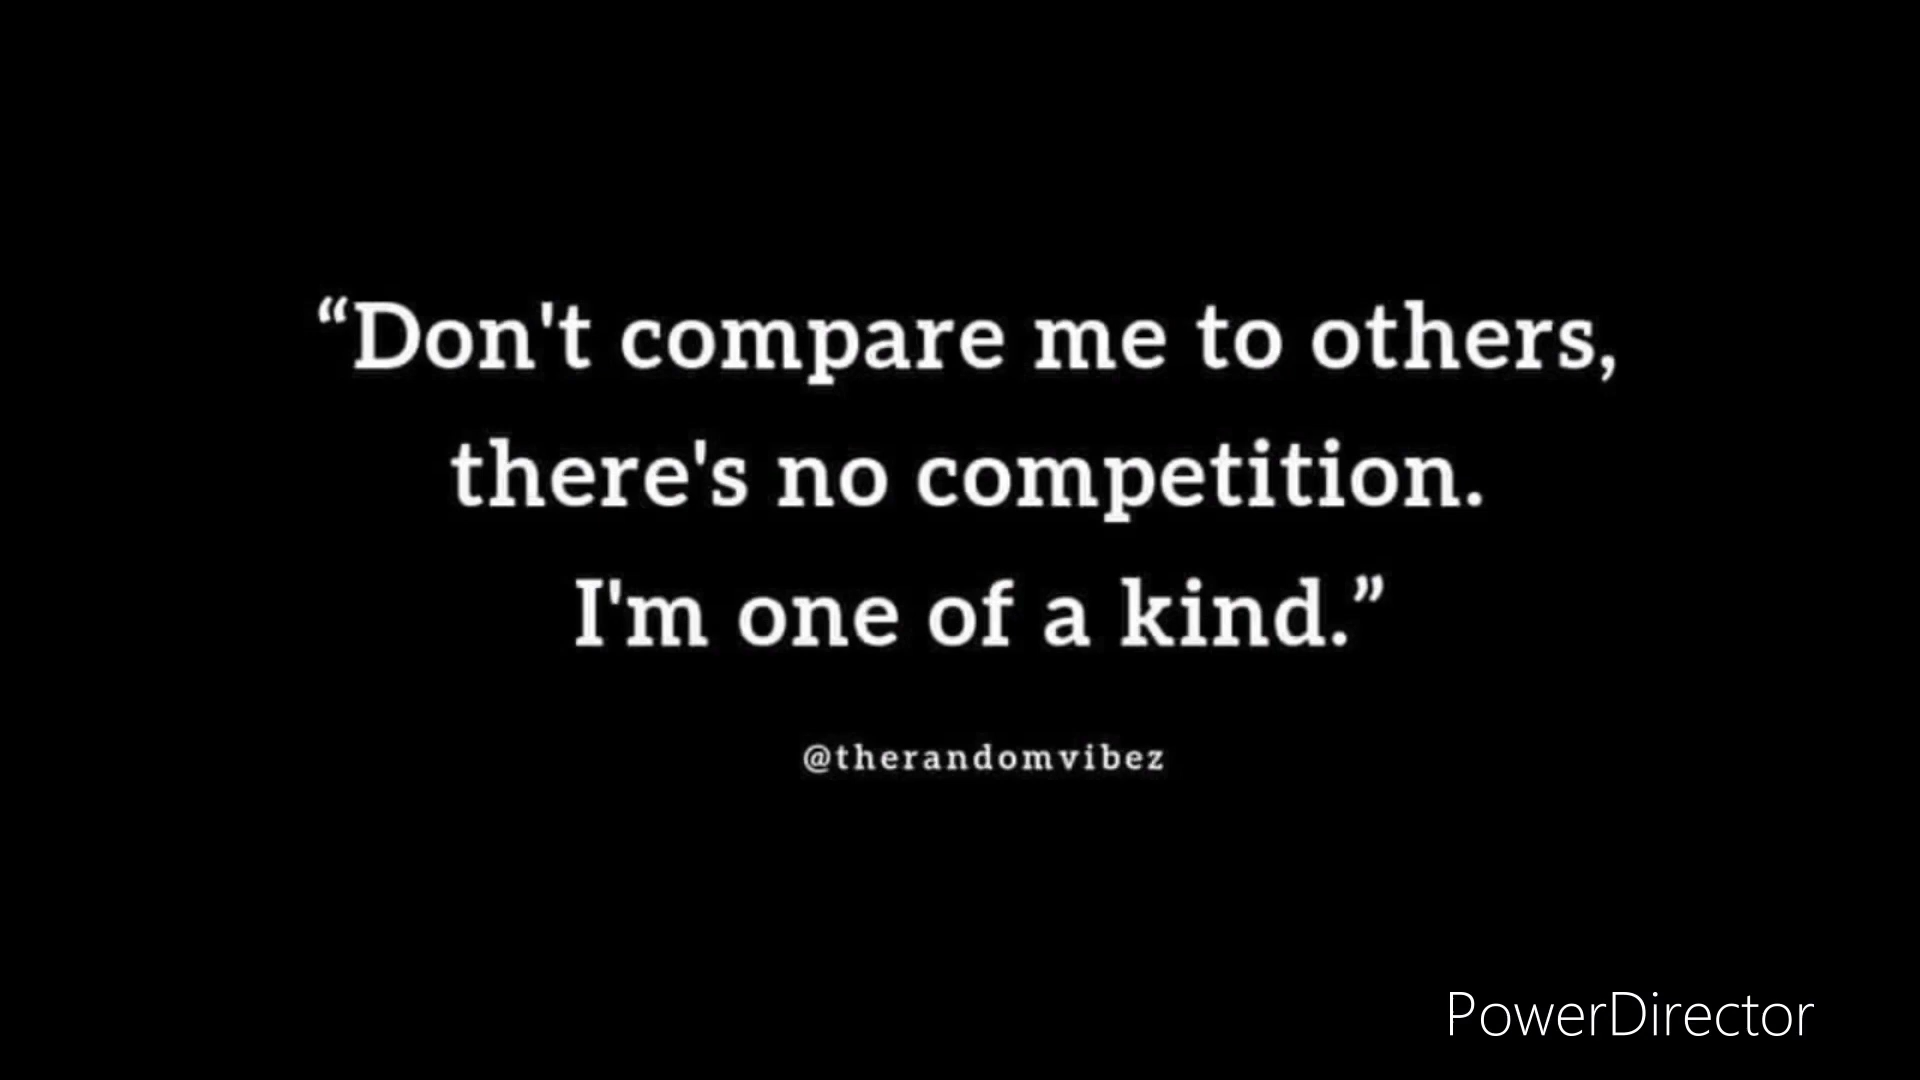 “Don't compare me to others,
there's no competition.
I'm one of a kind.”
@therandomvibez
PowerDirector